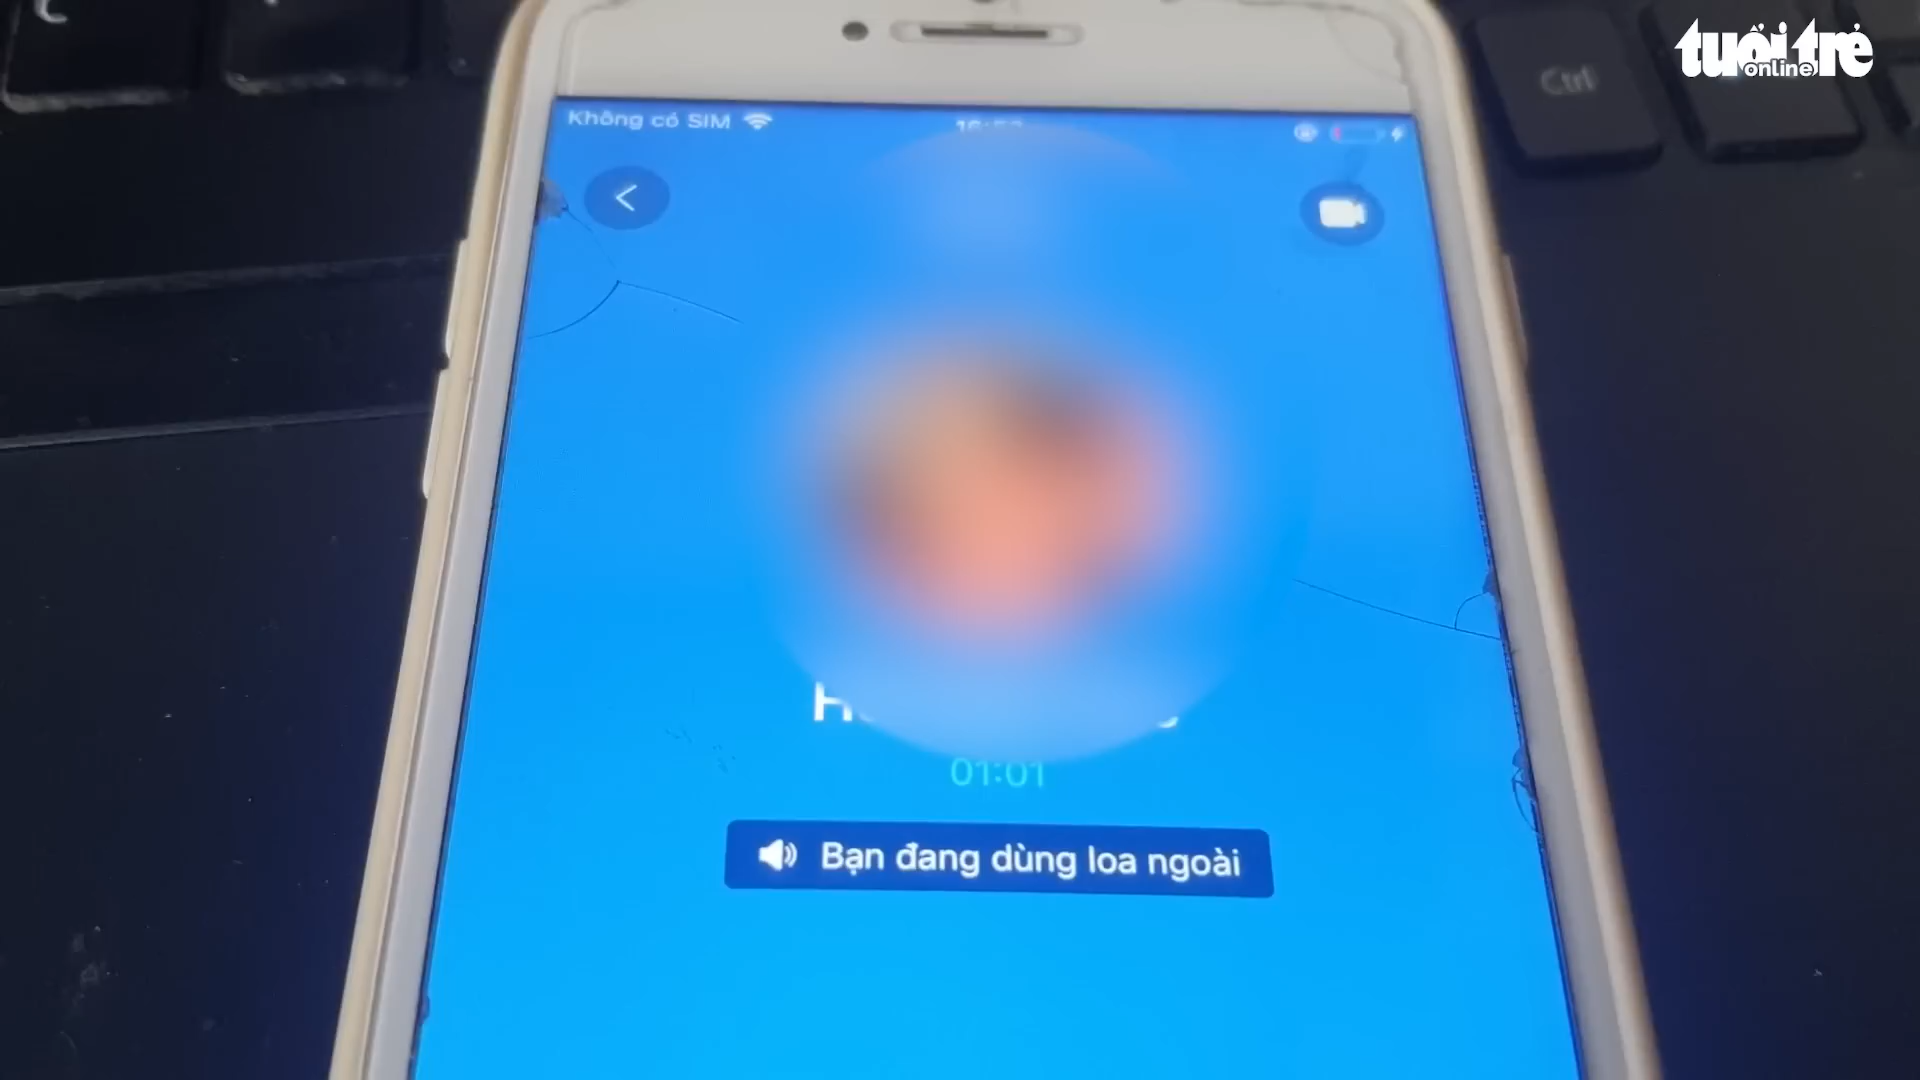 tuổi trẻ
online
Ctrl
Không có SIM
01:01
Bạn đang dùng loa ngoài